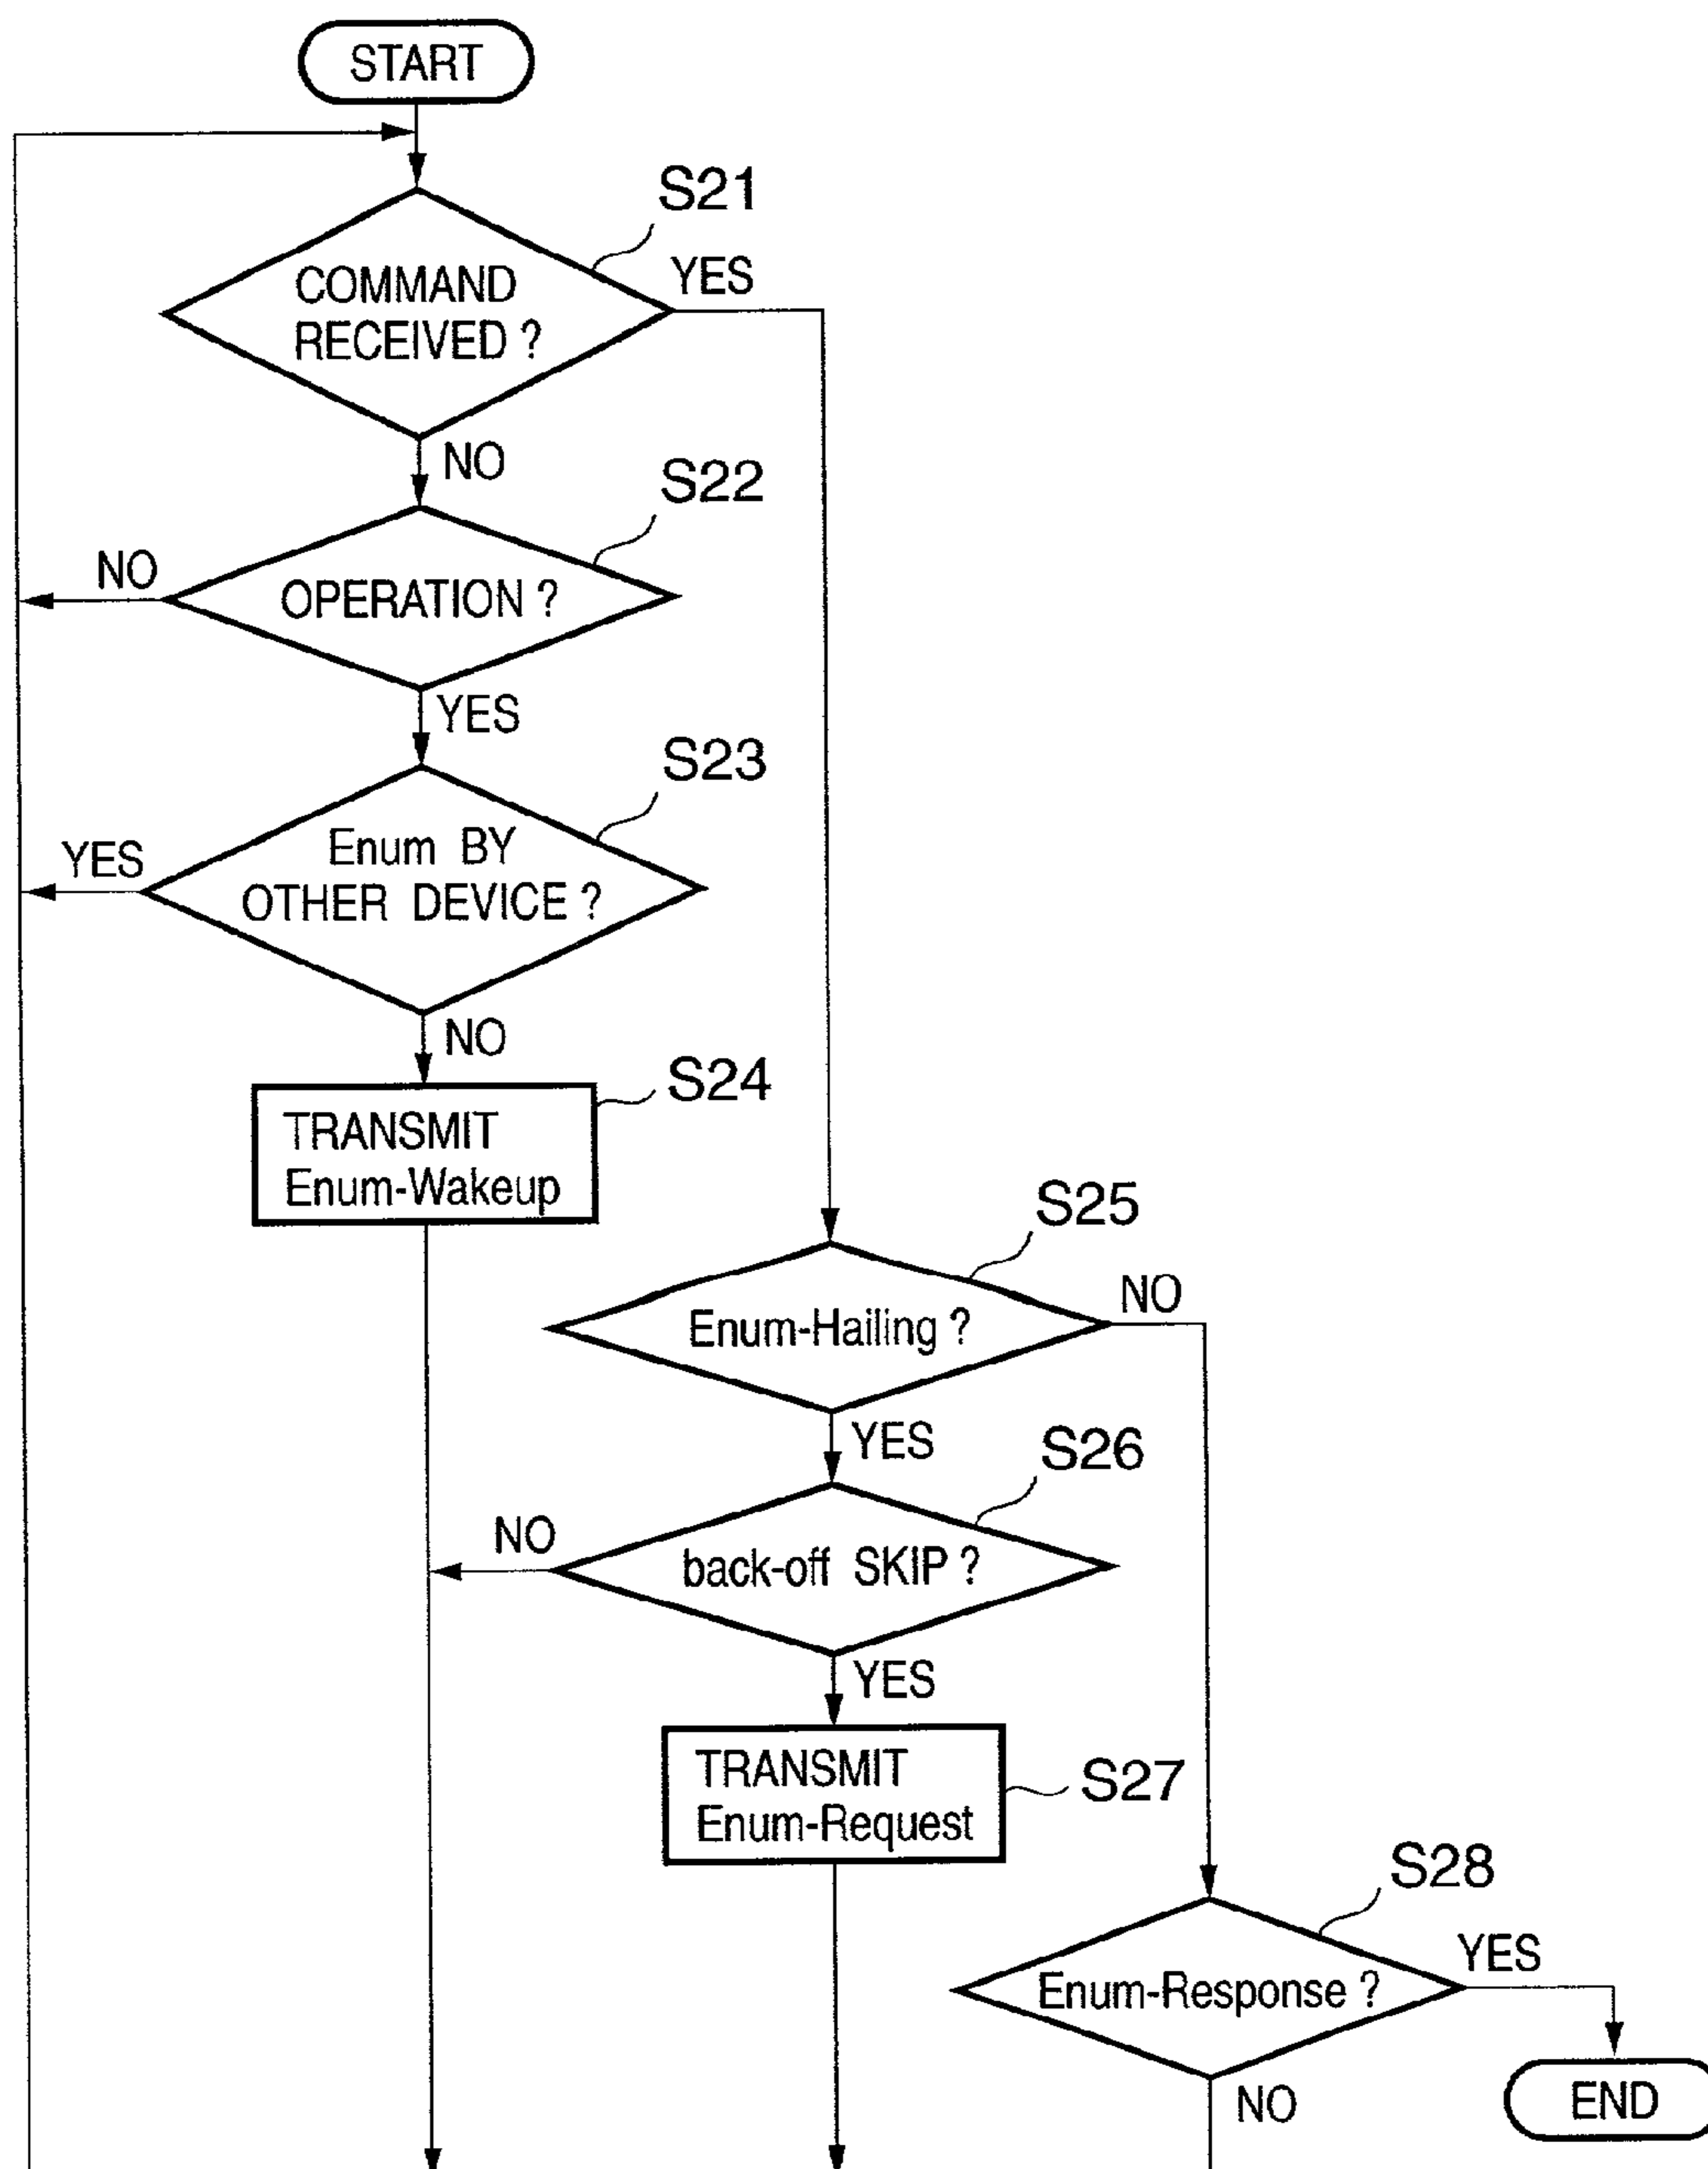 START
S21
COMMAND
RECEIVED ?
YES
NO
S22
NO
OPERATION ?
YES
S23
YES
Enum BY
OTHER DEVICE ?
NO
S24
TRANSMIT
Enum-Wakeup
S25
NO
Enum-Hailing ?
YES
S26
NO
back-off SKIP ?
YES
TRANSMIT
Enum-Request
S27
S28
YES
Enum-Response ?
NO
END